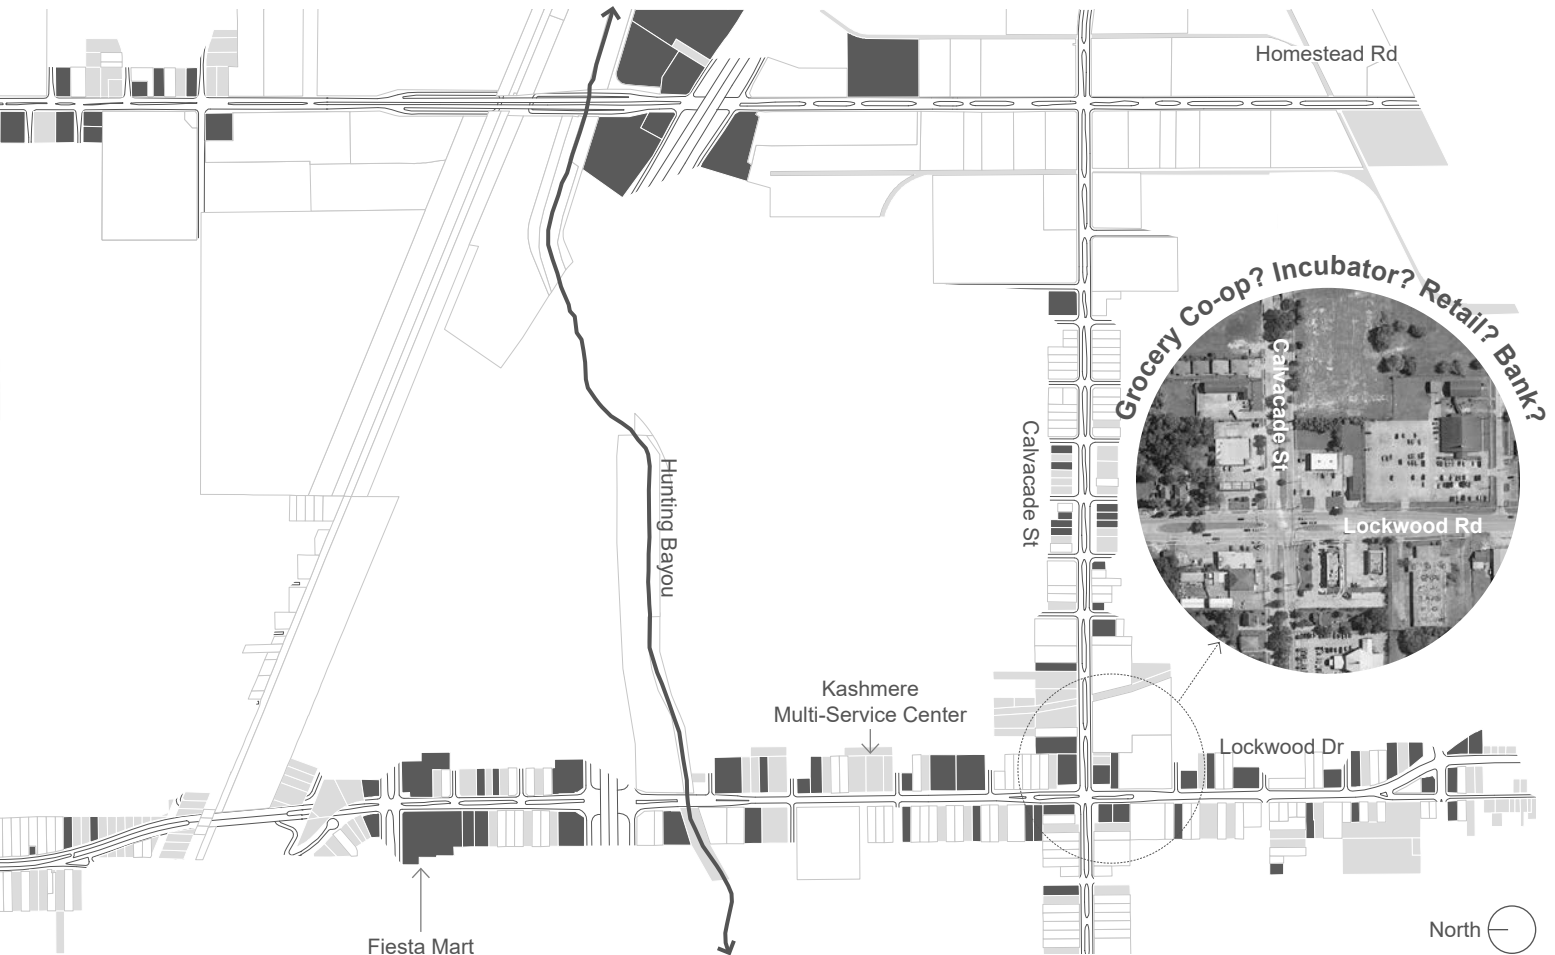 Homestead Rd
Grocery Co-op? Incubator? Retail? Bank?
Calvacade St
Lockwood Rd
Calvacade St
Hunting Bayou
Kashmere
Multi-Service Center
Lockwood Dr
Fiesta Mart
North